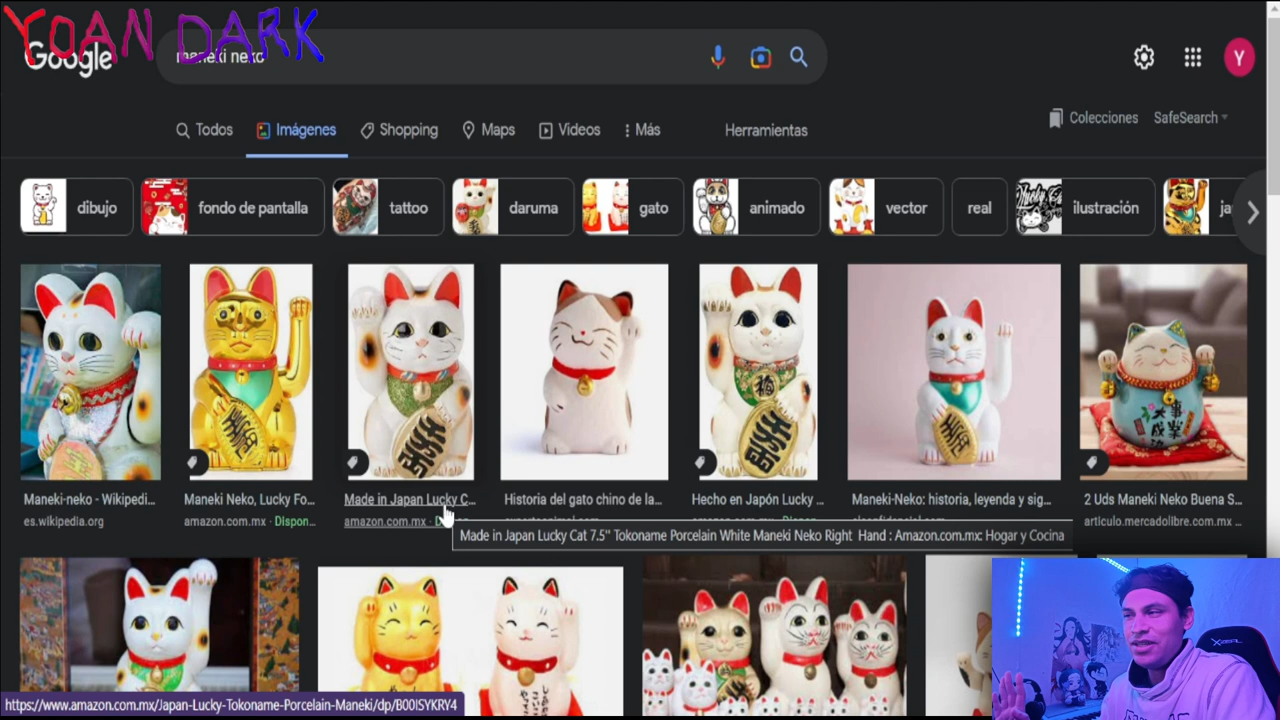 YOAN DARK
Google
maneki neko
Y
Todos
Imágenes
Shopping
Maps
Videos
Más
Herramientas
Colecciones
SafeSearch
dibujo
fondo de pantalla
tattoo
daruma
gato
animado
vector
real
ilustración
ja
Maneki-neko - Wikipedi...
Maneki Neko, Lucky Fo...
Made in Japan Lucky C...
Historia del gato chino de la...
Hecho en Japón Lucky ...
Maneki-Neko: historia, leyenda y sig...
2 Uds Maneki Neko Buena S...
es.wikipedia.org
amazon.com.mx · Dispon...
amazon.com.mx
articulo.mercadolibre.com.mx ...
Made in Japan Lucky Cat 7.5" Tokoname Porcelain White Maneki Neko Right Hand : Amazon.com.mx: Hogar y Cocina
https://www.amazon.com.mx/Japan-Lucky-Tokoname-Porcelain-Maneki/dp/B00ISYKRY4